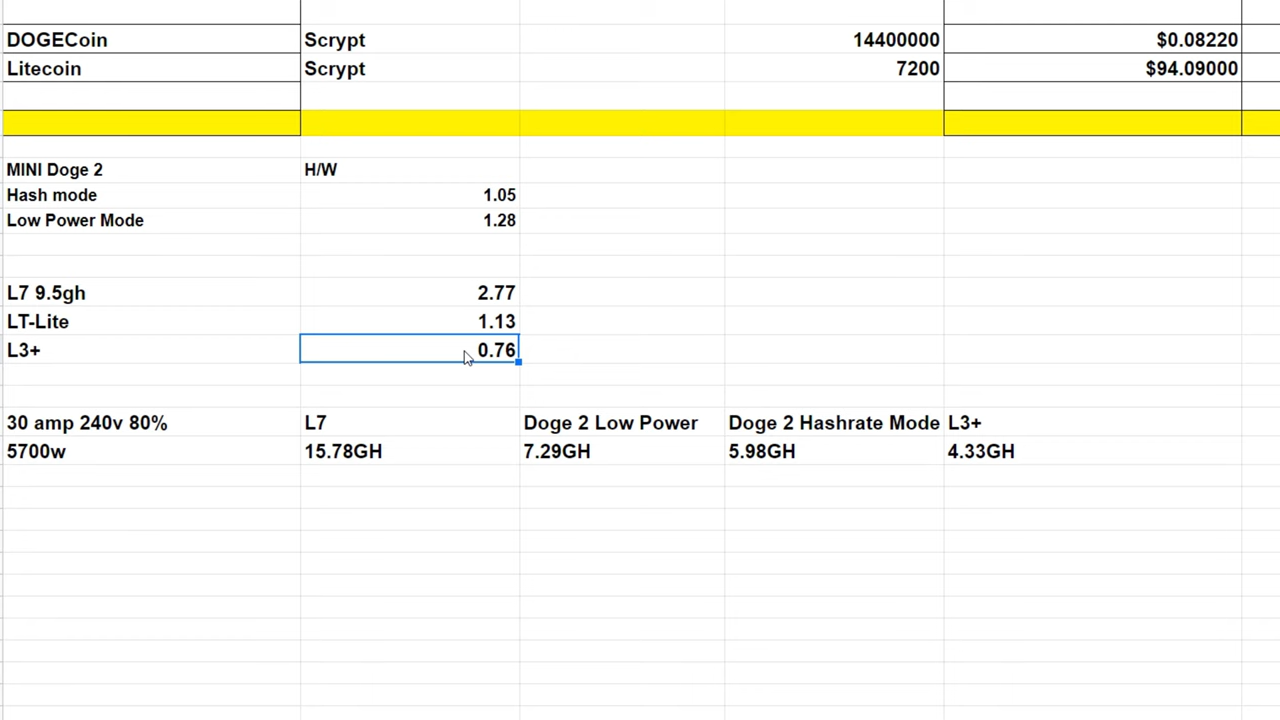 DOGECoin Scrypt 14400000 $0.08220
Litecoin Scrypt 7200 $94.09000
MINI Doge 2 H/W
Hash mode 1.05
Low Power Mode 1.28
L7 9.5gh 2.77
LT-Lite 1.13
L3+ 0.76
30 amp 240v 80% L7 Doge 2 Low Power Doge 2 Hashrate Mode L3+
5700w 15.78GH 7.29GH 5.98GH 4.33GH